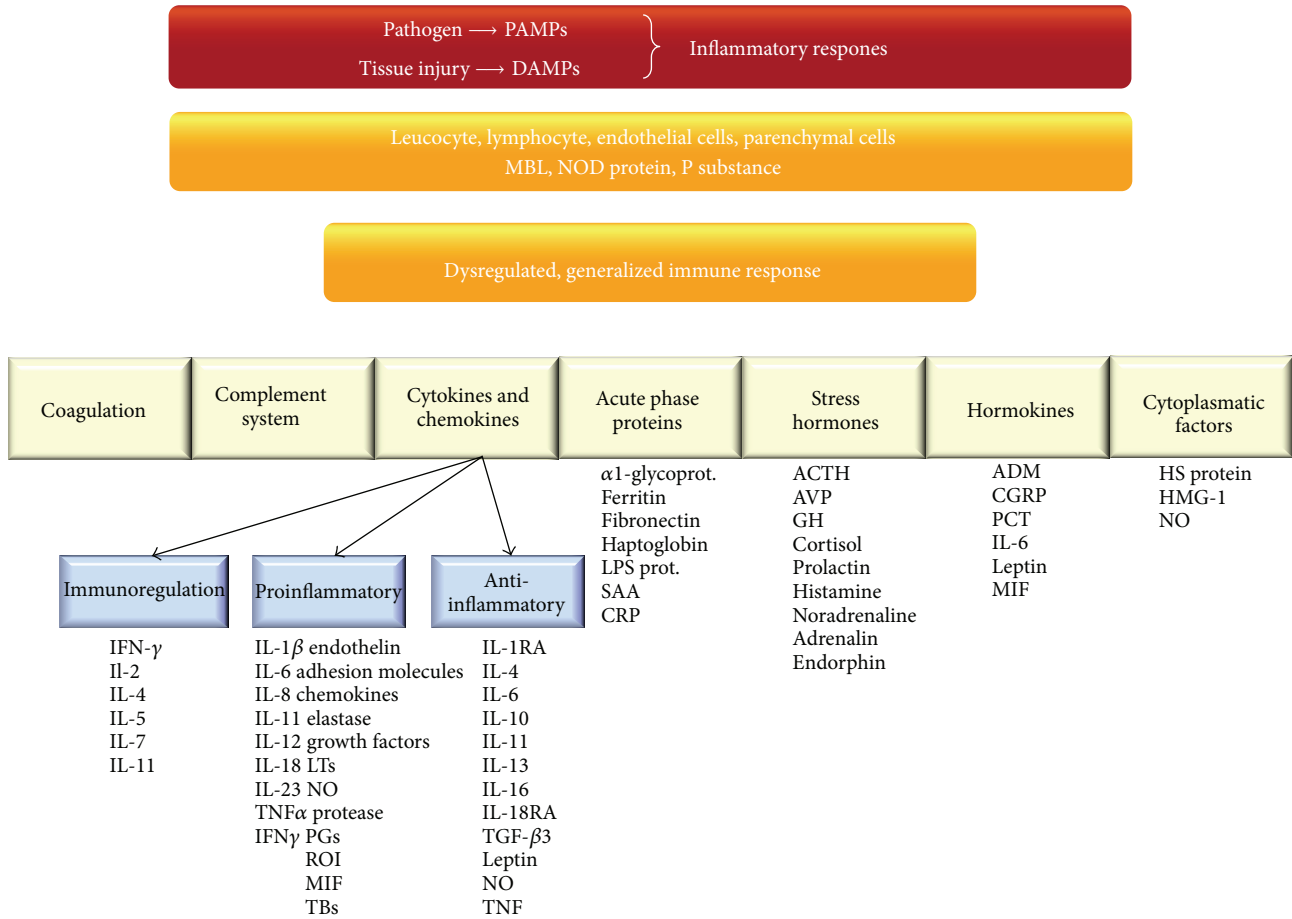 Pathogen → PAMPs
Tissue injury → DAMPs
Inflammatory respones
Leucocyte, lymphocyte, endothelial cells, parenchymal cells
MBL, NOD protein, P substance
Dysregulated, generalized immune response
Coagulation
Complement
system
Cytokines and
chemokines
Acute phase
proteins
Stress
hormones
Hormokines
Cytoplasmatic
factors
α1-glycoprot.
Ferritin
Fibronectin
Haptoglobin
LPS prot.
SAA
CRP
ACTH
AVP
GH
Cortisol
Prolactin
Histamine
Noradrenaline
Adrenalin
Endorphin
ADM
CGRP
PCT
IL-6
Leptin
MIF
HS protein
HMG-1
NO
Immunoregulation
IFN-γ
Il-2
IL-4
IL-5
IL-7
IL-11
Proinflammatory
IL-1β endothelin
IL-6 adhesion molecules
IL-8 chemokines
IL-11 elastase
IL-12 growth factors
IL-18 LTs
IL-23 NO
TNFα protease
IFNγ PGs
ROI
MIF
TBs
Anti-
inflammatory
IL-1RA
IL-4
IL-6
IL-10
IL-11
IL-13
IL-16
IL-18RA
TGF-β3
Leptin
NO
TNF